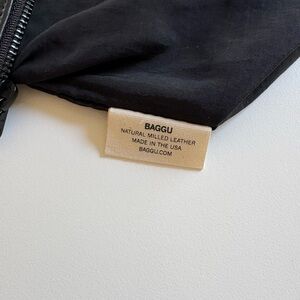 BAGGU
NATURAL MILLED LEATHER
MADE IN THE USA
BAGGU.COM